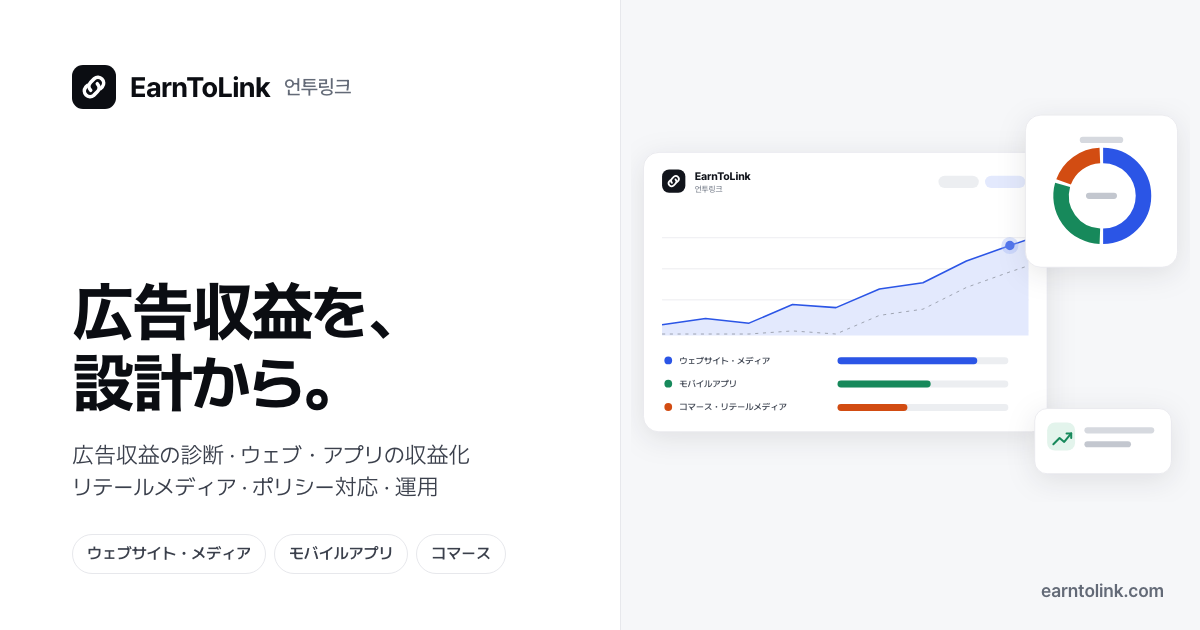 EarnToLink 언투링크
広告収益を、
設計から。
広告収益の診断・ウェブ・アプリの収益化
リテールメディア・ポリシー対応・運用
ウェブサイト・メディア
モバイルアプリ
コマース
EarnToLink
언투링크
ウェブサイト・メディア
モバイルアプリ
コマース・リテールメディア
earntolink.com